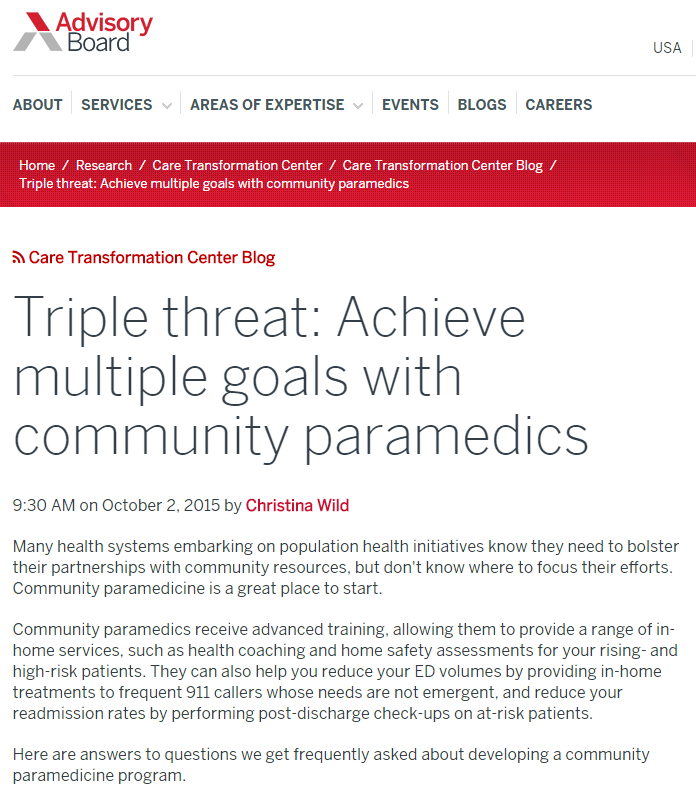 Advisory
Board
USA
ABOUT SERVICES AREAS OF EXPERTISE EVENTS BLOGS CAREERS
Home / Research / Care Transformation Center / Care Transformation Center Blog /
Triple threat: Achieve multiple goals with community paramedics
Care Transformation Center Blog
Triple threat: Achieve
multiple goals with
community paramedics
9:30 AM on October 2, 2015 by Christina Wild
Many health systems embarking on population health initiatives know they need to bolster
their partnerships with community resources, but don't know where to focus their efforts.
Community paramedicine is a great place to start.
Community paramedics receive advanced training, allowing them to provide a range of in-
home services, such as health coaching and home safety assessments for your rising- and
high-risk patients. They can also help you reduce your ED volumes by providing in-home
treatments to frequent 911 callers whose needs are not emergent, and reduce your
readmission rates by performing post-discharge check-ups on at-risk patients.
Here are answers to questions we get frequently asked about developing a community
paramedicine program.